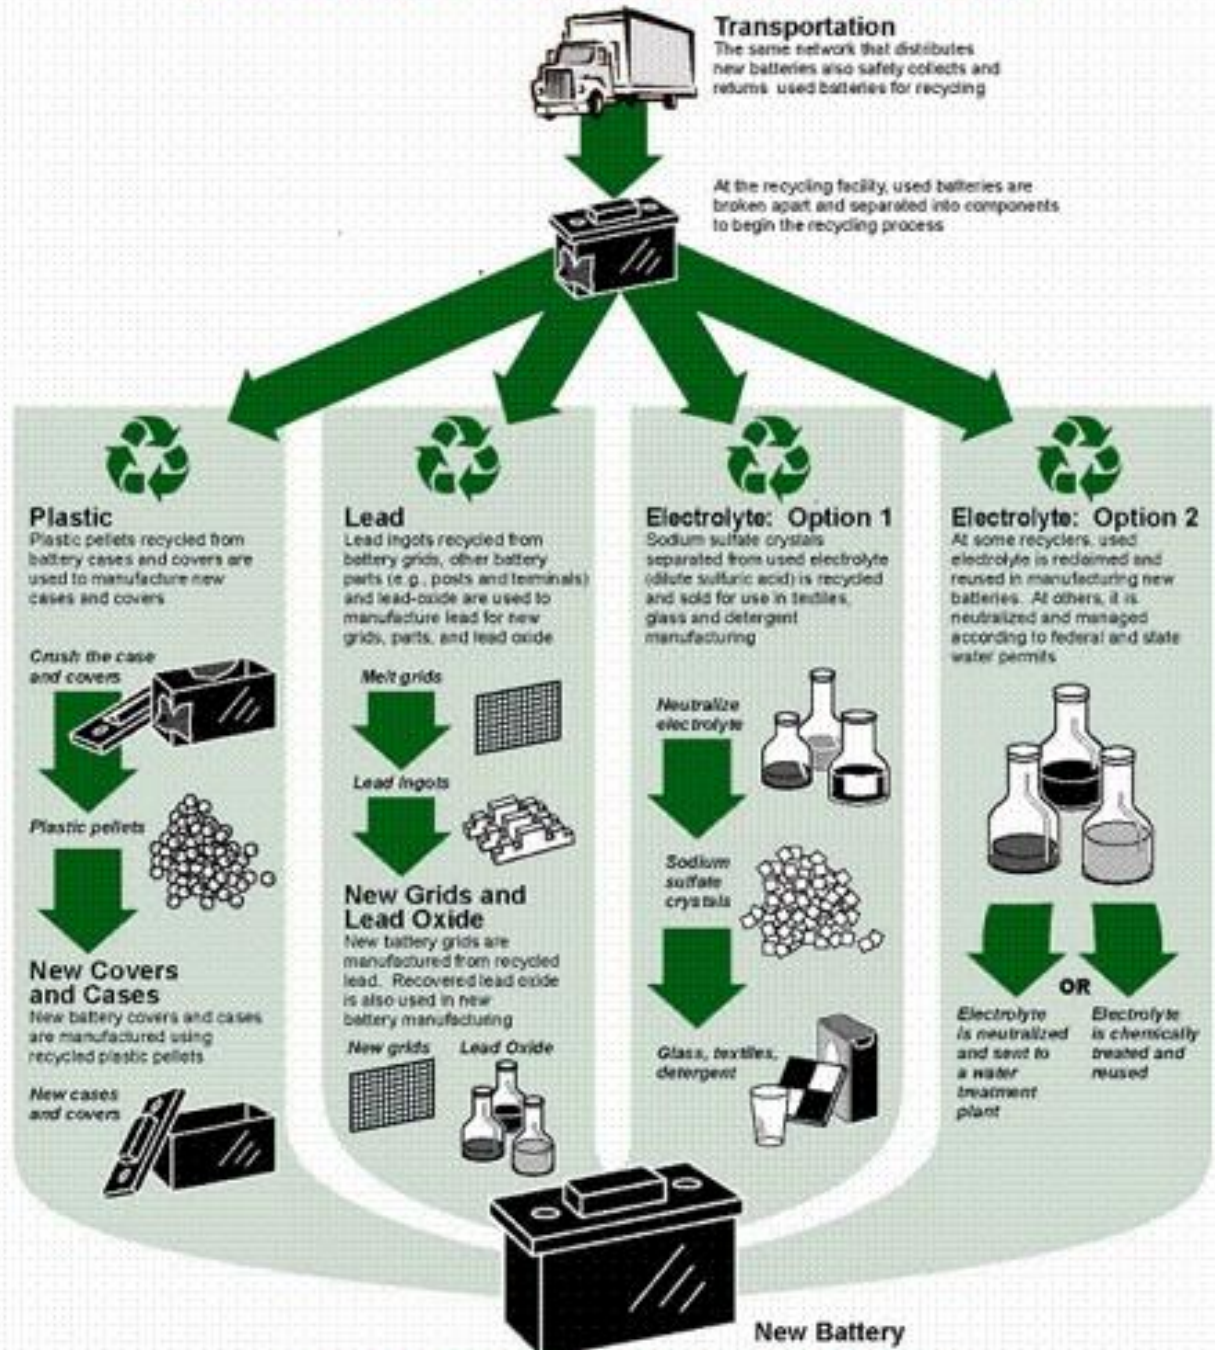 Transportation
The same network that distributes
new batteries also safely collects and
returns used batteries for recycling
At the recycling facility, used batteries are
broken apart and separated into components
to begin the recycling process
Plastic
Plastic pellets recycled from
battery cases and covers are
used to manufacture new
cases and covers
Crush the case
and covers
Plastic pellets
New Covers
and Cases
New battery covers and cases
are manufactured using
recycled plastic pellets
New cases
and covers
Lead
Lead ingots recycled from
battery grids, other battery
parts (e.g., posts and terminals)
and lead-oxide are used to
manufacture lead for new
grids, parts, and lead oxide
Melt grids
Lead ingots
New Grids and
Lead Oxide
New battery grids are
manufactured from recycled
lead. Recovered lead oxide
is also used in new
battery manufacturing
New grids
Lead Oxide
Electrolyte: Option 1
Sodium sulfate crystals
separated from used electrolyte
(dilute sulfuric acid) is recycled
and sold for use in textiles,
glass and detergent
manufacturing
Neutralize
electrolyte
Sodium
sulfate
crystals
Glass, textiles,
detergent
Electrolyte: Option 2
At some recyclers, used
electrolyte is reclaimed and
reused in manufacturing new
batteries. At others, it is
neutralized and managed
according to federal and state
water permits
OR
Electrolyte
is neutralized
and sent to
a water
treatment
plant
Electrolyte
is chemically
treated and
reused
New Battery